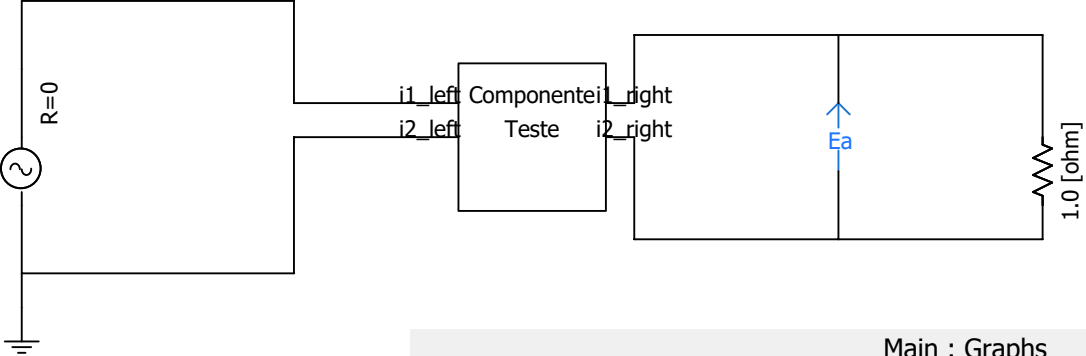 R=0
i1_left Componente i1_right
i2_left Teste i2_right
Ea
1.0 [ohm]
Main : Graphs